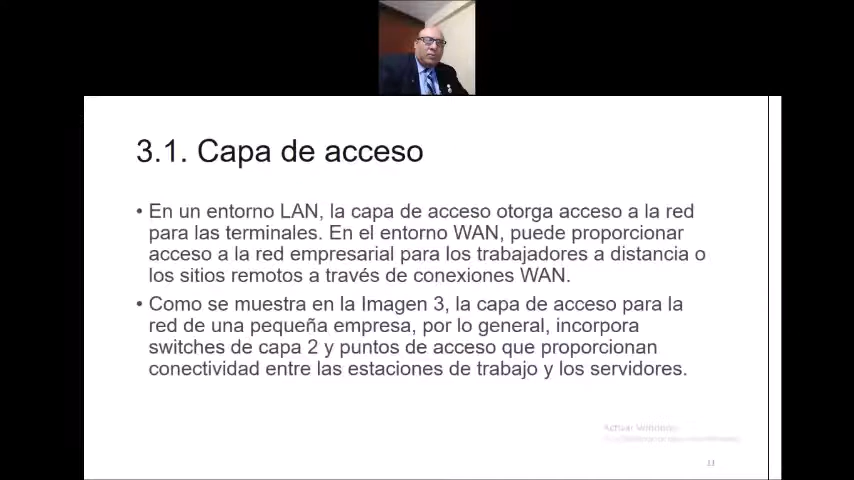 3.1. Capa de acceso
• En un entorno LAN, la capa de acceso otorga acceso a la red
para las terminales. En el entorno WAN, puede proporcionar
acceso a la red empresarial para los trabajadores a distancia o
los sitios remotos a través de conexiones WAN.
• Como se muestra en la Imagen 3, la capa de acceso para la
red de una pequeña empresa, por lo general, incorpora
switches de capa 2 y puntos de acceso que proporcionan
conectividad entre las estaciones de trabajo y los servidores.
Activar Windows
11